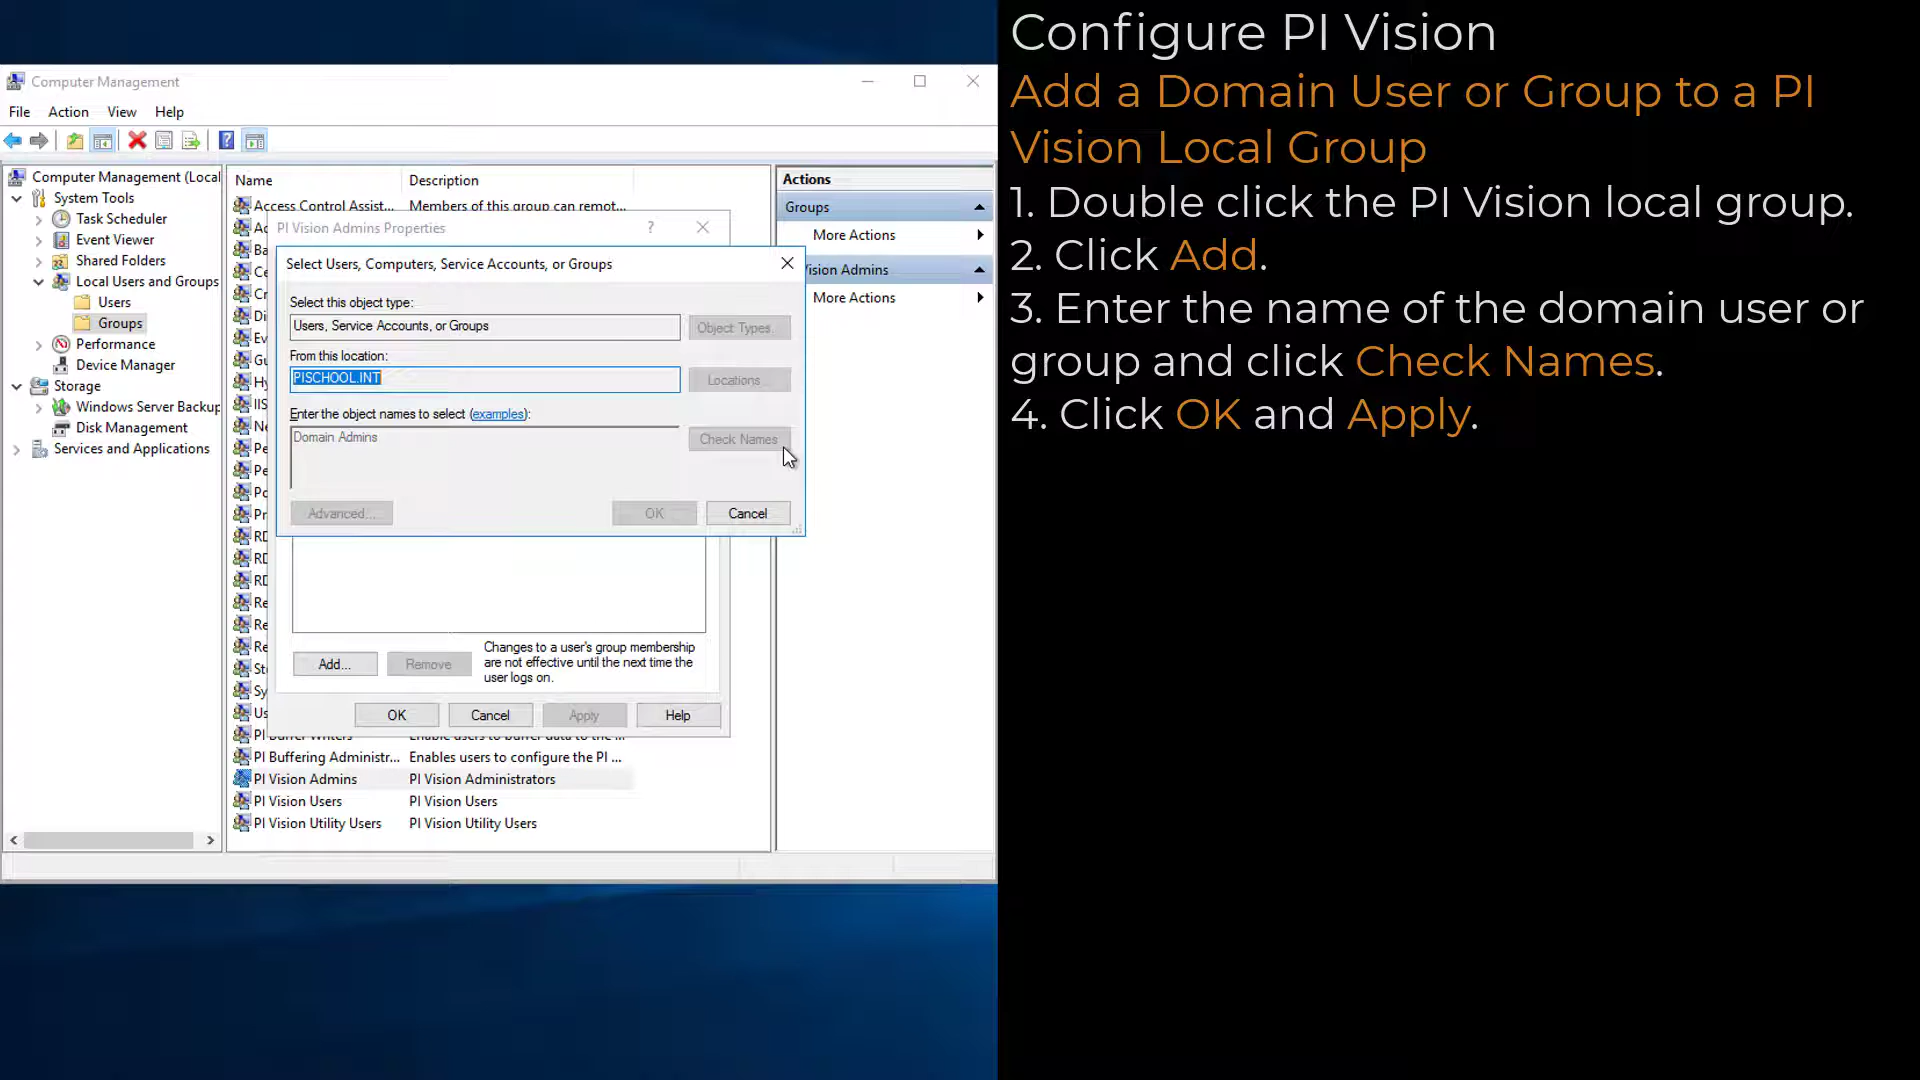 Computer Management
File Action View Help
Computer Management (Local
System Tools
Task Scheduler
Event Viewer
Shared Folders
Local Users and Groups
Users
Groups
Performance
Device Manager
Storage
Windows Server Backup
Disk Management
Services and Applications
Name Description
Access Control Assist... Members of this group can remot...
PI Vision Admins Properties
Select Users, Computers, Service Accounts, or Groups
Select this object type:
Users, Service Accounts, or Groups Object Types...
From this location:
PISCHOOL.INT Locations...
Enter the object names to select (examples):
Domain Admins Check Names
Advanced... OK Cancel
Add... Remove
Changes to a user's group membership
are not effective until the next time the
user logs on.
OK Cancel Apply Help
PI Buffer Writers Enable users to buffer data to the ...
PI Buffering Administr... Enables users to configure the PI ...
PI Vision Admins PI Vision Administrators
PI Vision Users PI Vision Users
PI Vision Utility Users PI Vision Utility Users
Actions
Groups
More Actions
ision Admins
More Actions
Configure PI Vision
Add a Domain User or Group to a PI
Vision Local Group
1. Double click the PI Vision local group.
2. Click Add.
3. Enter the name of the domain user or
group and click Check Names.
4. Click OK and Apply.